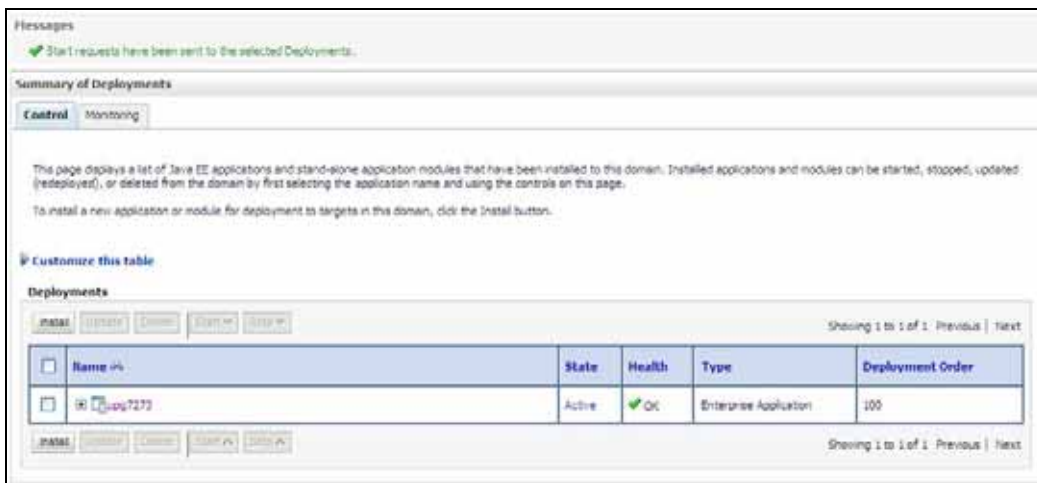 Messages
Start requests have been sent to the selected Deployments.
Summary of Deployments
Control Monitoring
This page displays a list of Java EE applications and stand-alone application modules that have been installed to this domain. Installed applications and modules can be started, stopped, updated
(redeployed), or deleted from the domain by first selecting the application name and using the controls on this page.
To install a new application or module for deployment to targets in this domain, click the Install button.
Customize this table
Deployments
Install Update Delete Start Stop
Showing 1 to 1 of 1 Previous | Next
Name State Health Type Deployment Order
upg7273 Active OK Enterprise Application 100
Install Update Delete Start Stop
Showing 1 to 1 of 1 Previous | Next